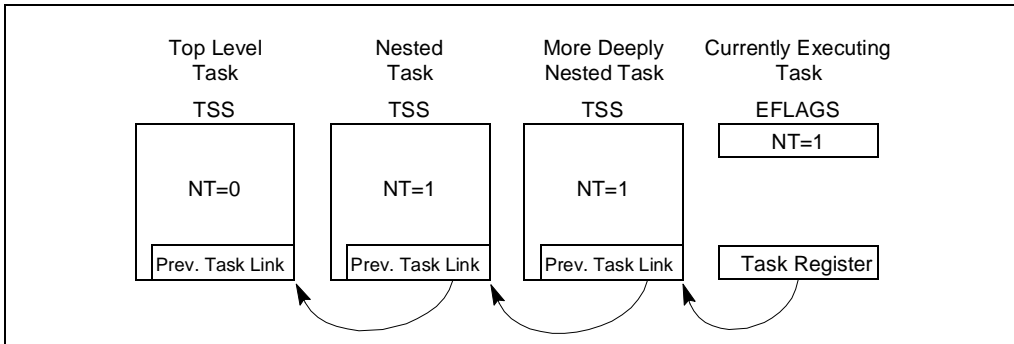 Top Level
Task
TSS
NT=0
Prev. Task Link
Nested
Task
TSS
NT=1
Prev. Task Link
More Deeply
Nested Task
TSS
NT=1
Prev. Task Link
Currently Executing
Task
EFLAGS
NT=1
Task Register